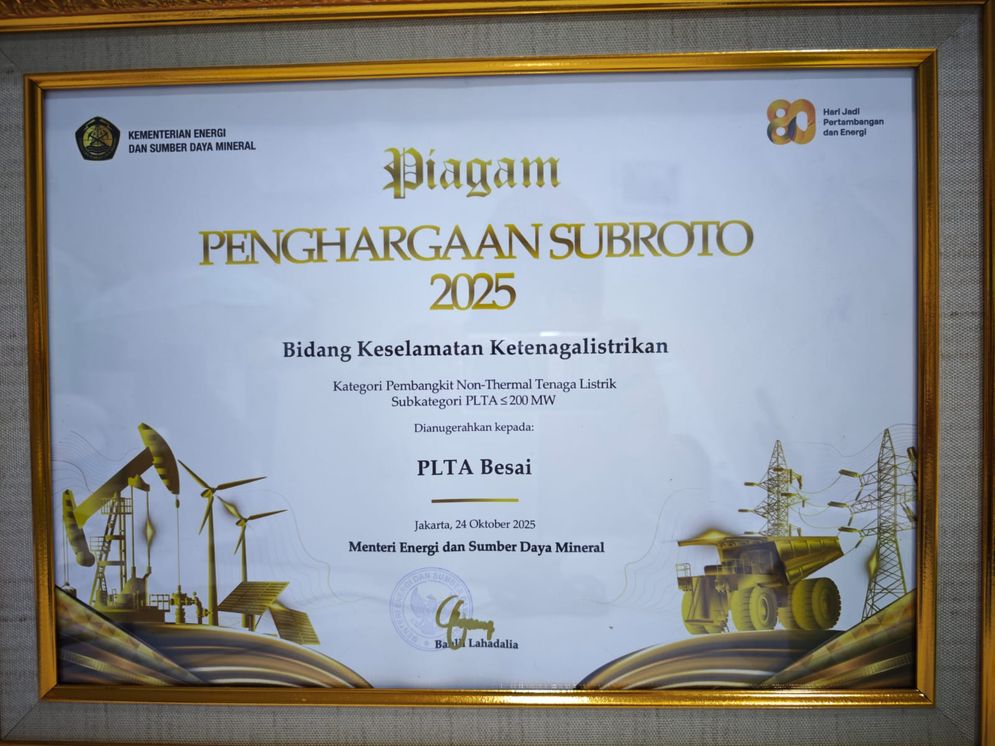 KEMENTERIAN ENERGI
DAN SUMBER DAYA MINERAL
80
Hari Jadi
Pertambangan
dan Energi
Piagam
PENGHARGAAN SUBROTO
2025
Bidang Keselamatan Ketenagalistrikan
Kategori Pembangkit Non-Thermal Tenaga Listrik
Subkategori PLTA ≤ 200 MW
Dianugerahkan kepada:
PLTA Besai
Jakarta, 24 Oktober 2025
Menteri Energi dan Sumber Daya Mineral
Bahlil Lahadalia